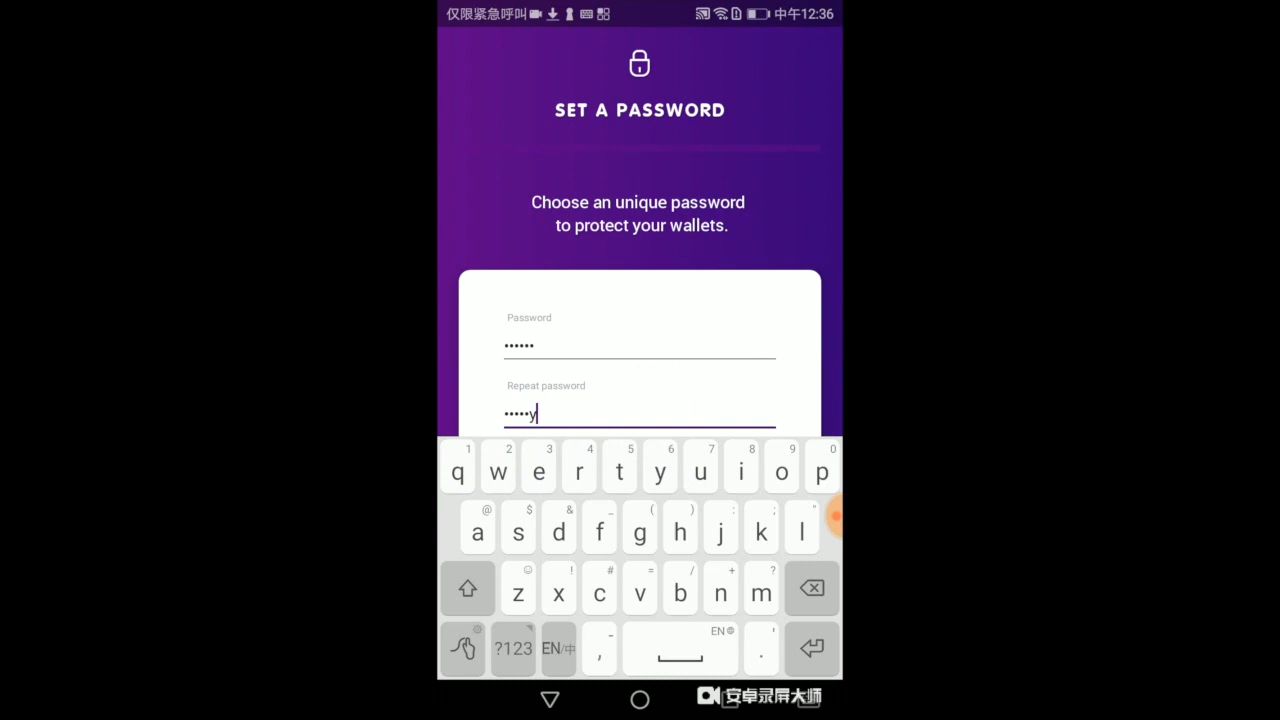 仅限紧急呼叫 中午12:36
SET A PASSWORD
Choose an unique password
to protect your wallets.
Password
••••••
Repeat password
•••••y
1 2 3 4 5 6 7 8 9 0
q w e r t y u i o p
@ $ & _ ( ) : ; "
a s d f g h j k l
! # = / + ?
z x c v b n m
?123 EN/中 , - EN . '
安卓录屏大师